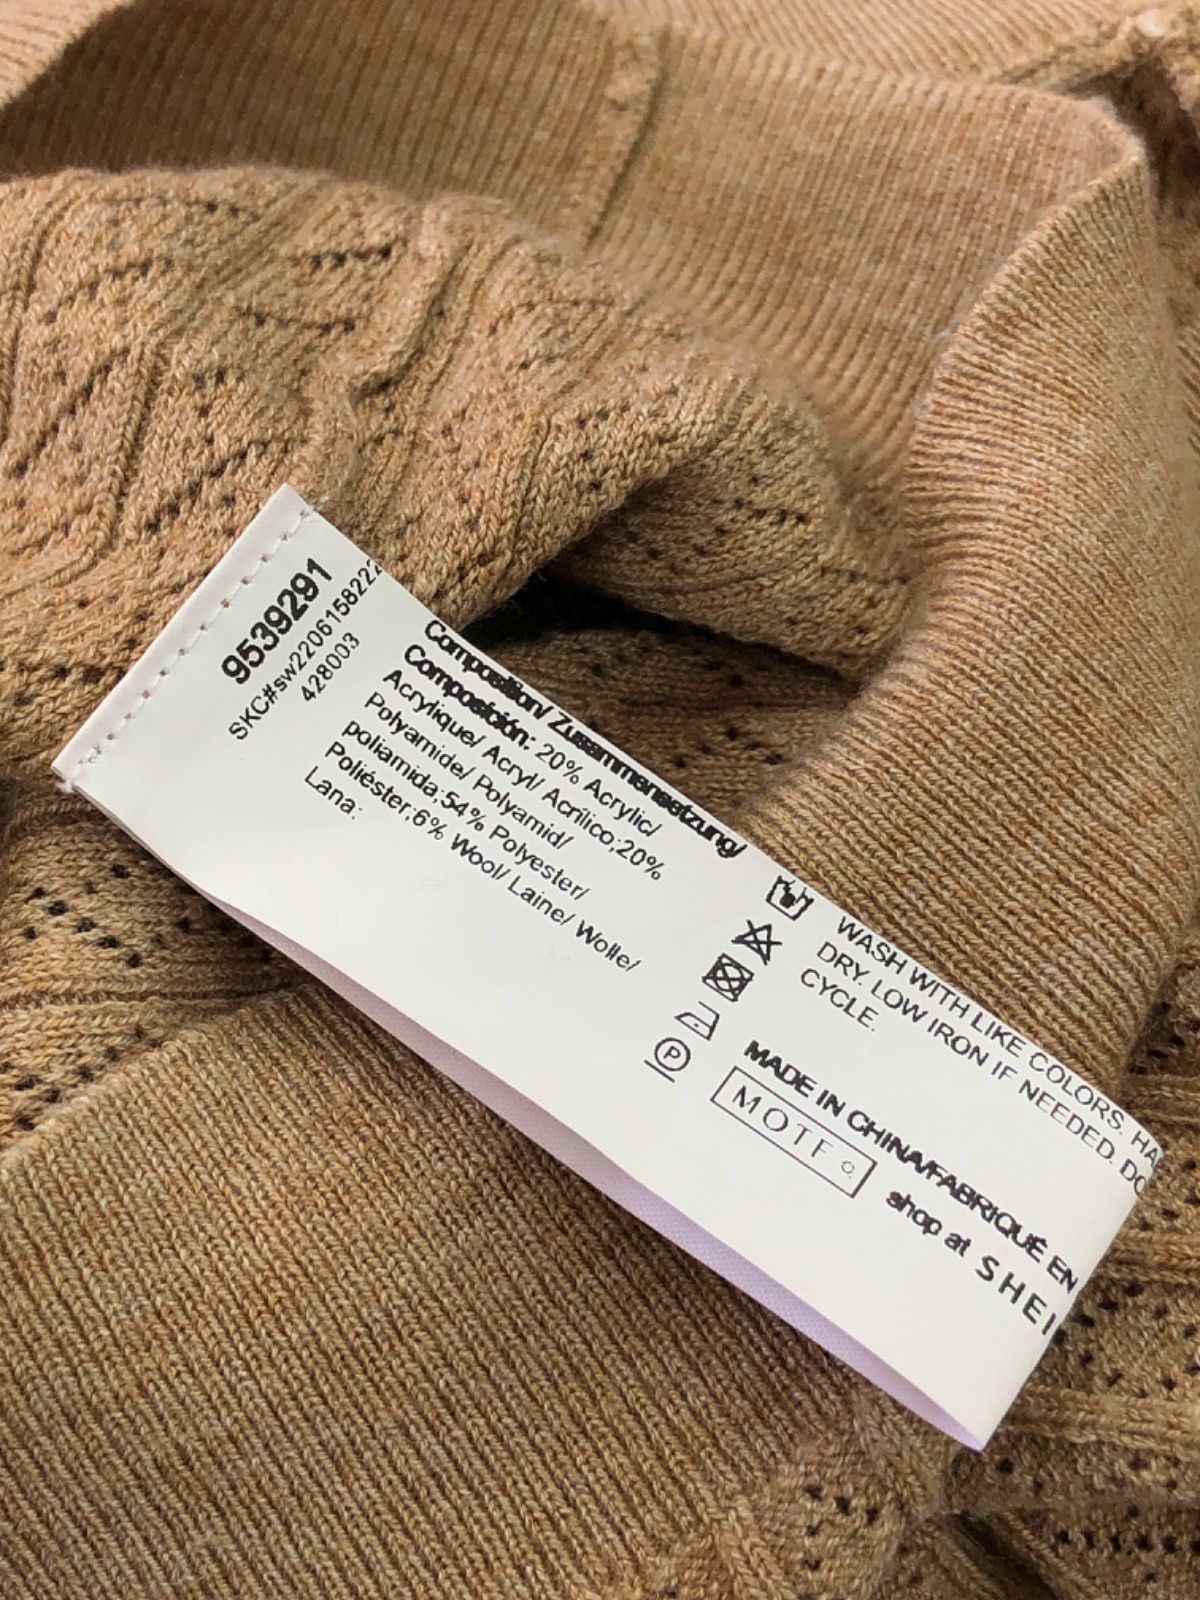 9539291
SKC#sw2206158222
428003
Composition/ Zusammensetzung/
Composición: 20% Acrylic/
Acrylique/ Acryl/ Acrílico;20%
Polyamide/ Polyamid/
poliamida;54% Polyester/
Poliéster;6% Wool/ Laine/ Wolle/
Lana:
WASH WITH LIKE COLORS.
DRY. LOW IRON IF NEEDED.
CYCLE.
P
MADE IN CHINA/FABRIQUÉ EN
MOTF
shop at SHEI